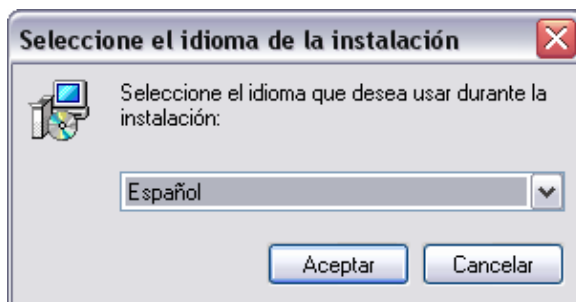 Seleccione el idioma de la instalación
Seleccione el idioma que desea usar durante la
instalación:
Español
Aceptar
Cancelar